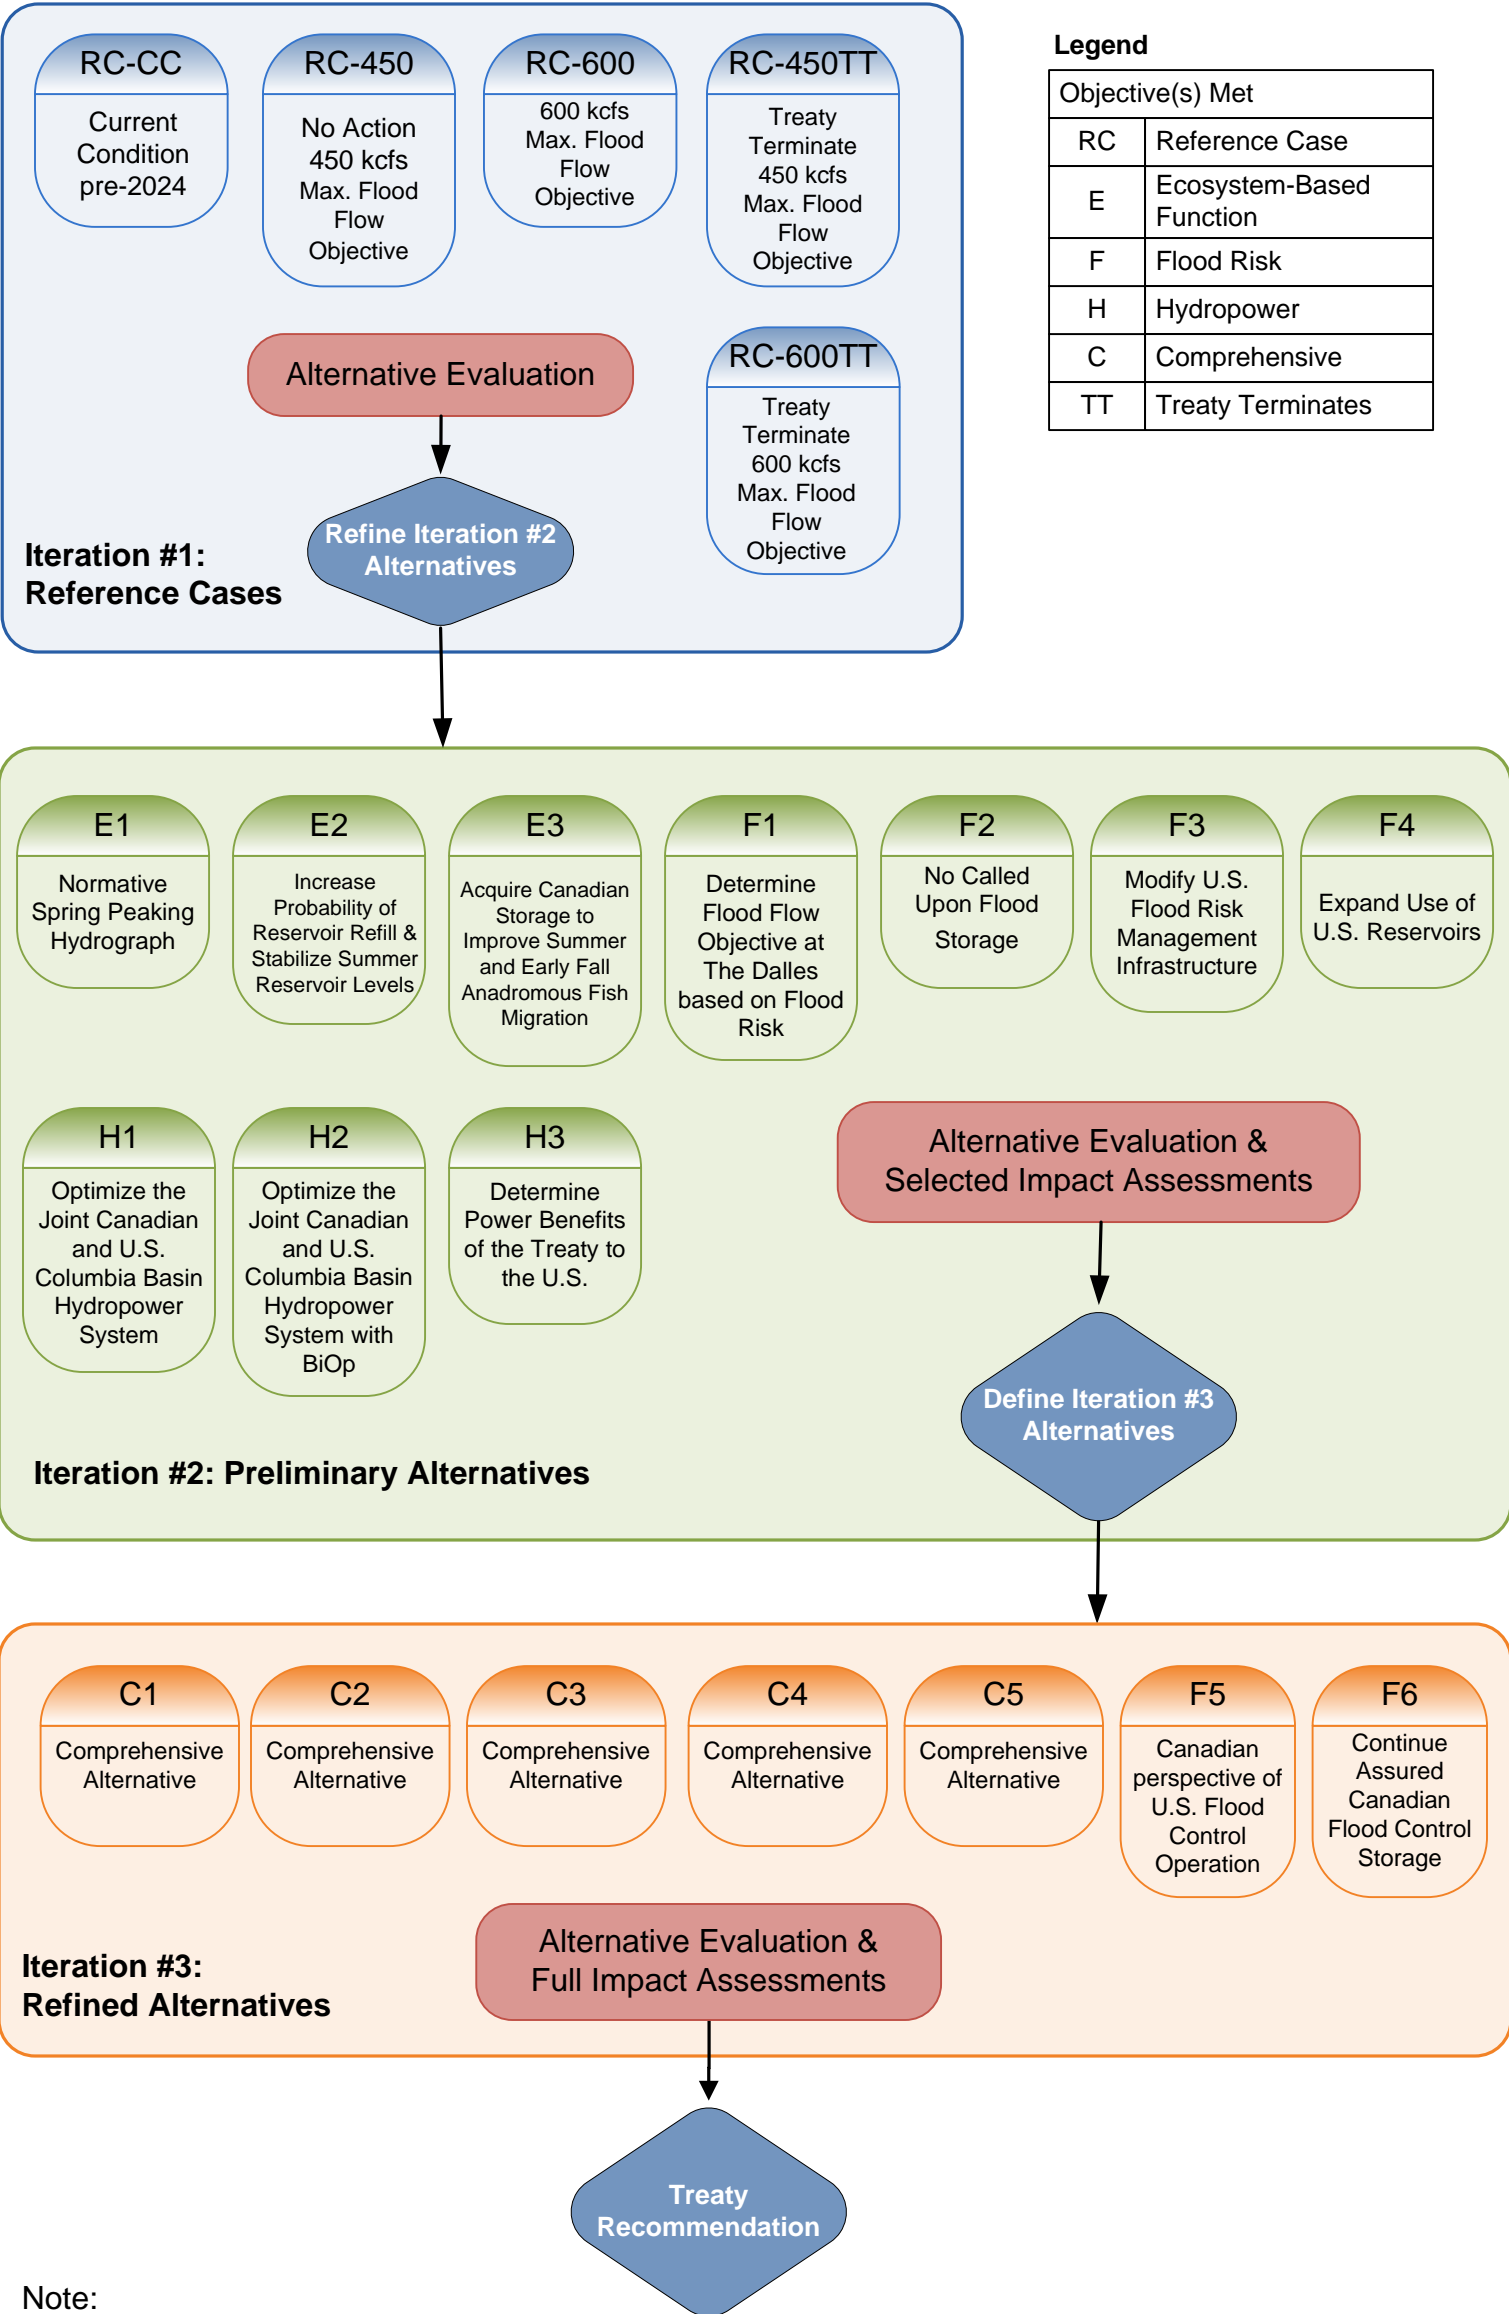 RC-CC
Current
Condition
pre-2024
RC-450
No Action
450 kcfs
Max. Flood
Flow
Objective
RC-600
600 kcfs
Max. Flood
Flow
Objective
RC-450TT
Treaty
Terminate
450 kcfs
Max. Flood
Flow
Objective
Legend
Objective(s) Met
RC Reference Case
E Ecosystem-Based
Function
F Flood Risk
H Hydropower
C Comprehensive
TT Treaty Terminates
Alternative Evaluation
RC-600TT
Treaty
Terminate
600 kcfs
Max. Flood
Flow
Objective
Refine Iteration #2
Alternatives
Iteration #1:
Reference Cases
E1
Normative
Spring Peaking
Hydrograph
E2
Increase
Probability of
Reservoir Refill &
Stabilize Summer
Reservoir Levels
E3
Acquire Canadian
Storage to
Improve Summer
and Early Fall
Anadromous Fish
Migration
F1
Determine
Flood Flow
Objective at
The Dalles
based on Flood
Risk
F2
No Called
Upon Flood
Storage
F3
Modify U.S.
Flood Risk
Management
Infrastructure
F4
Expand Use of
U.S. Reservoirs
H1
Optimize the
Joint Canadian
and U.S.
Columbia Basin
Hydropower
System
H2
Optimize the
Joint Canadian
and U.S.
Columbia Basin
Hydropower
System with
BiOp
H3
Determine
Power Benefits
of the Treaty to
the U.S.
Alternative Evaluation &
Selected Impact Assessments
Define Iteration #3
Alternatives
Iteration #2: Preliminary Alternatives
C1
Comprehensive
Alternative
C2
Comprehensive
Alternative
C3
Comprehensive
Alternative
C4
Comprehensive
Alternative
C5
Comprehensive
Alternative
F5
Canadian
perspective of
U.S. Flood
Control
Operation
F6
Continue
Assured
Canadian
Flood Control
Storage
Alternative Evaluation &
Full Impact Assessments
Iteration #3:
Refined Alternatives
Treaty
Recommendation
Note: